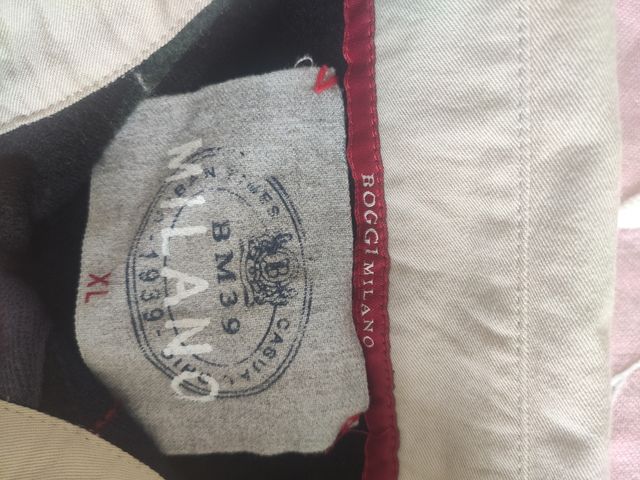 BOGGI MILANO
BM39
MILANO
-1939-
CASUAL
XL